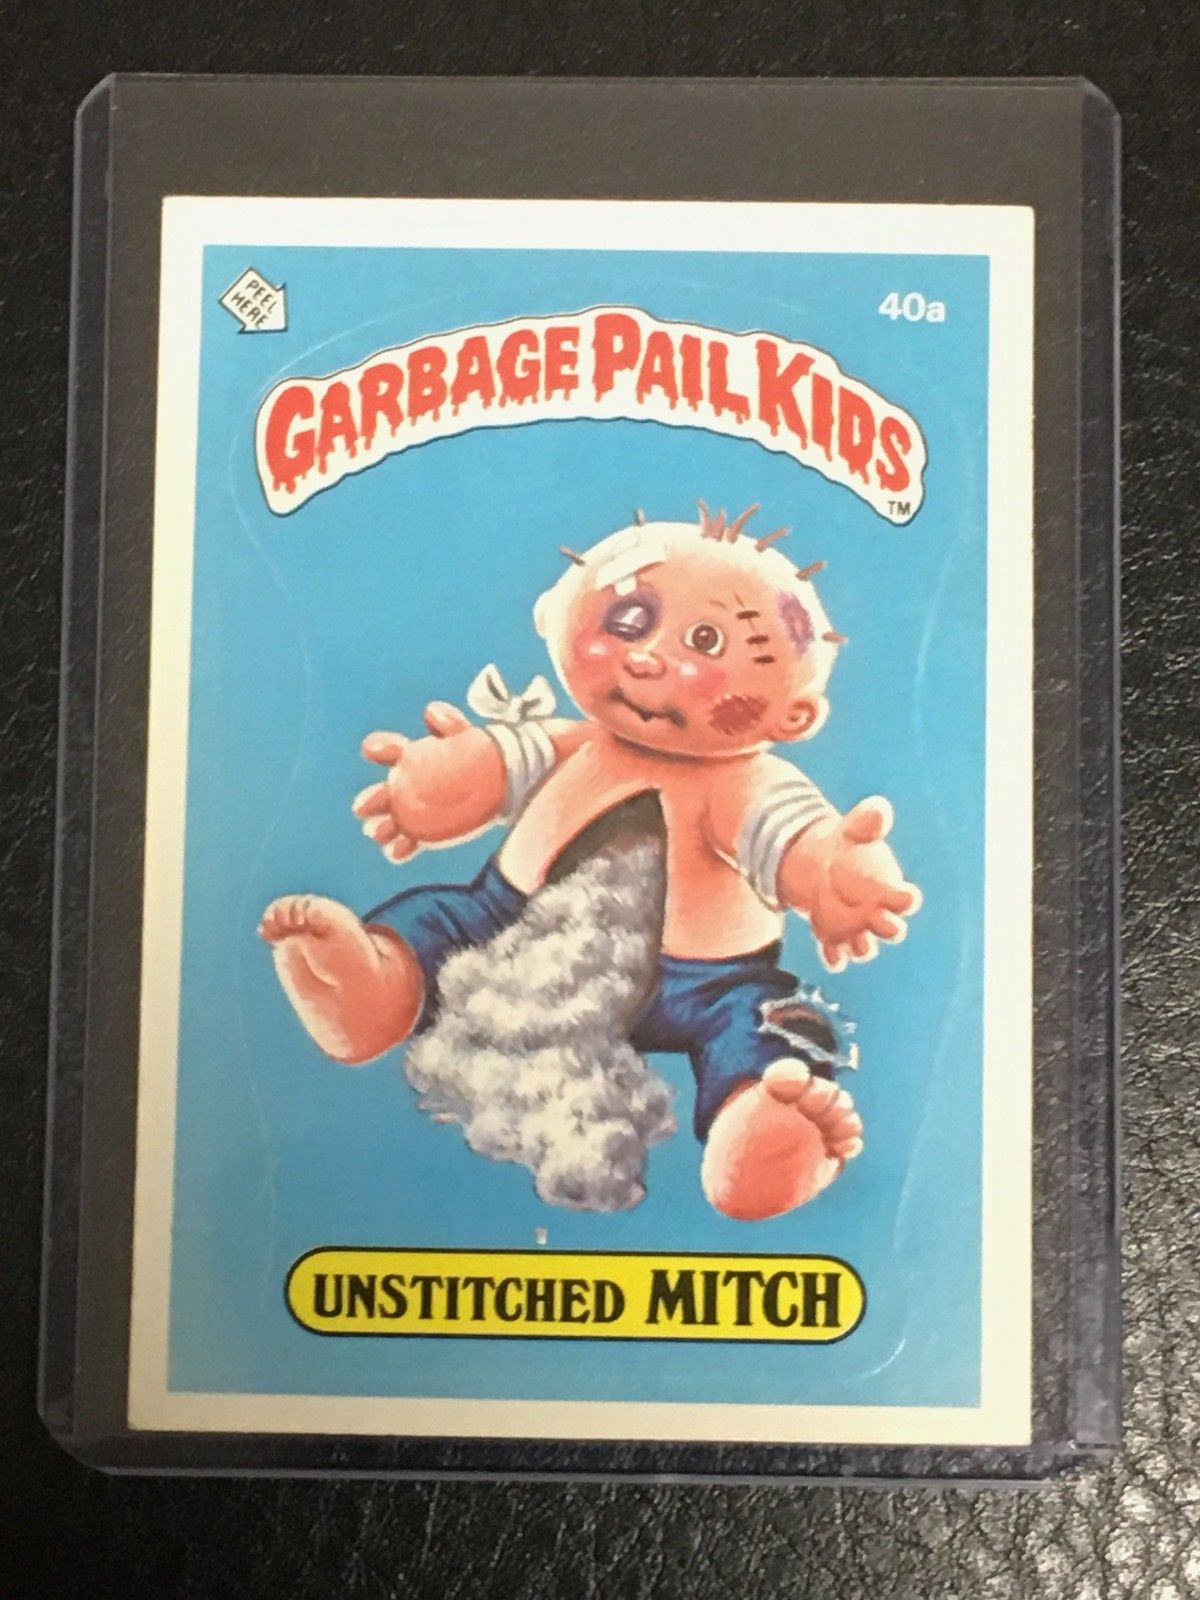 PEEL
HERE
40a
GARBAGE PAIL KIDS
TM
UNSTITCHED MITCH